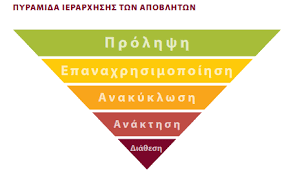 ΠΥΡΑΜΙΔΑ ΙΕΡΑΡΧΗΣΗΣ ΤΩΝ ΑΠΟΒΛΗΤΩΝ
Πρόληψη
Επαναχρησιμοποίηση
Ανακύκλωση
Ανάκτηση
Διάθεση